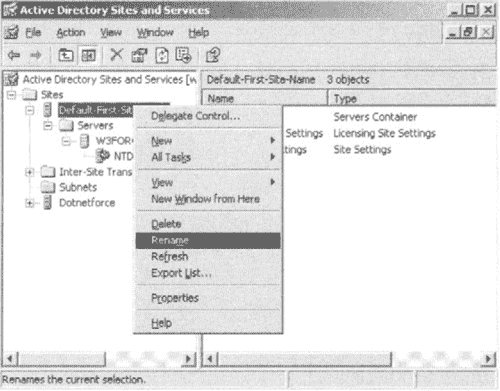 Active Directory Sites and Services
File Action View Window Help
Active Directory Sites and Services [w
Default-First-Site-Name 3 objects
Sites
Default-First-Sit
Servers
W3FOR
NTD
Inter-Site Trans
Subnets
Dotnetforce
Name Type
Servers Container
Settings Licensing Site Settings
ttings Site Settings
Delegate Control...
New
All Tasks
View
New Window from Here
Delete
Rename
Refresh
Export List...
Properties
Help
Renames the current selection.